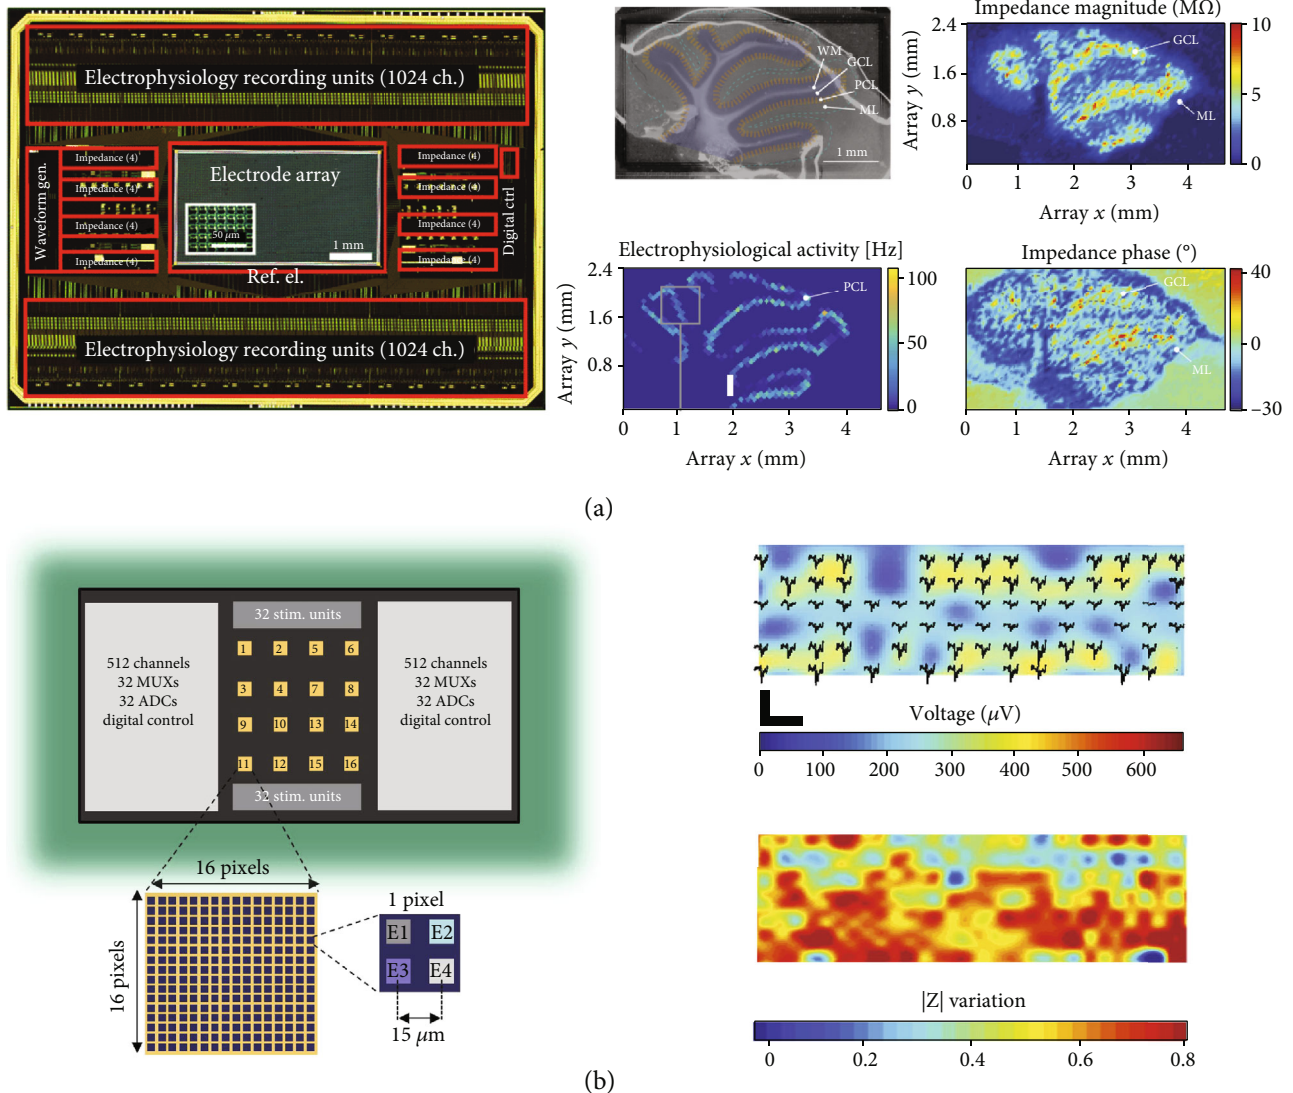 Electrophysiology recording units (1024 ch.)
Waveform gen.
Impedance (4)
Impedance (4)
Impedance (4)
Impedance (4)
Electrode array
50 μm
1 mm
Ref. el.
Impedance (4)
Impedance (4)
Impedance (4)
Impedance (4)
Digital ctrl
Electrophysiology recording units (1024 ch.)
WM
GCL
PCL
ML
1 mm
Impedance magnitude (MΩ)
Array y (mm)
2.4
1.6
0.8
0 1 2 3 4
Array x (mm)
GCL
ML
10
5
0
Electrophysiological activity [Hz]
Array y (mm)
2.4
1.6
0.8
0 1 2 3 4
Array x (mm)
PCL
100
50
0
Impedance phase (°)
GCL
ML
0 1 2 3 4
Array x (mm)
40
0
−30
(a)
512 channels
32 MUXs
32 ADCs
digital control
32 stim. units
1 2 5 6
3 4 7 8
9 10 13 14
11 12 15 16
32 stim. units
512 channels
32 MUXs
32 ADCs
digital control
16 pixels
16 pixels
1 pixel
E1 E2
E3 E4
15 μm
Voltage (μV)
0 100 200 300 400 500 600
|Z| variation
0 0.2 0.4 0.6 0.8
(b)